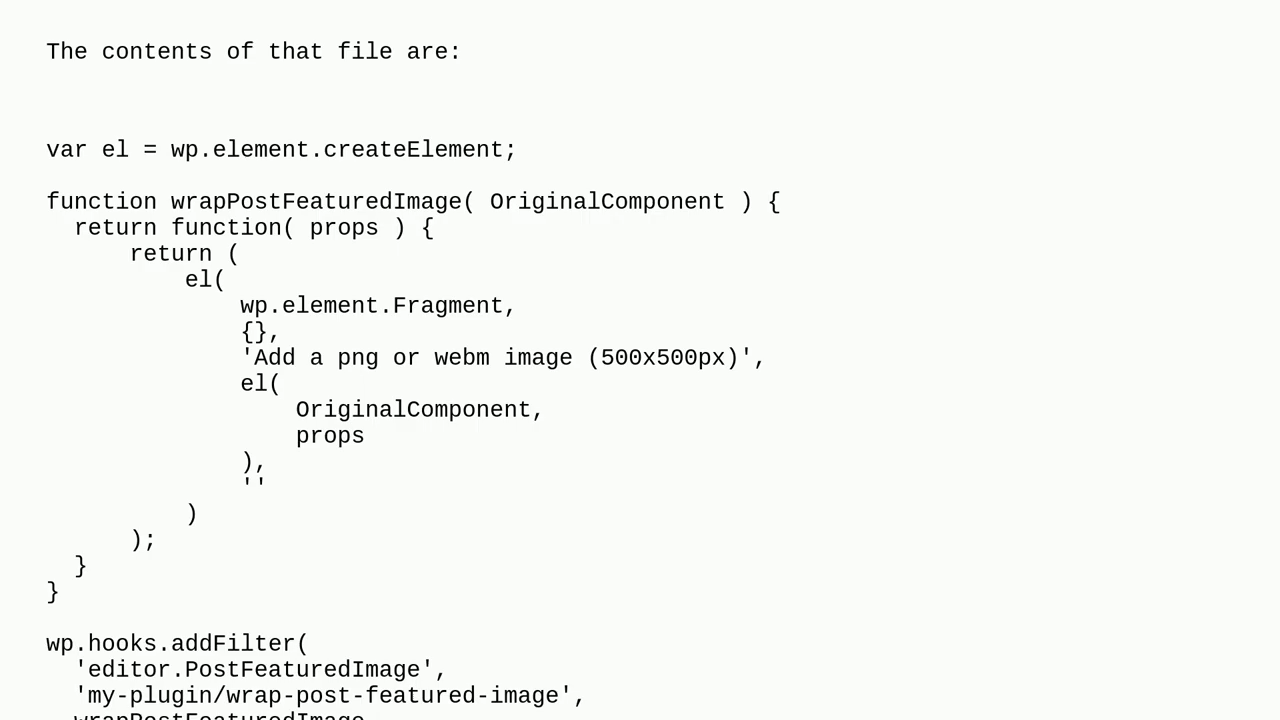 The contents of that file are:
var el = wp.element.createElement;
function wrapPostFeaturedImage( OriginalComponent ) {
  return function( props ) {
      return (
          el(
              wp.element.Fragment,
              {},
              'Add a png or webm image (500x500px)',
              el(
                  OriginalComponent,
                  props
              ),
              ''
          )
      );
  }
}
wp.hooks.addFilter(
  'editor.PostFeaturedImage',
  'my-plugin/wrap-post-featured-image',
  wrapPostFeaturedImage